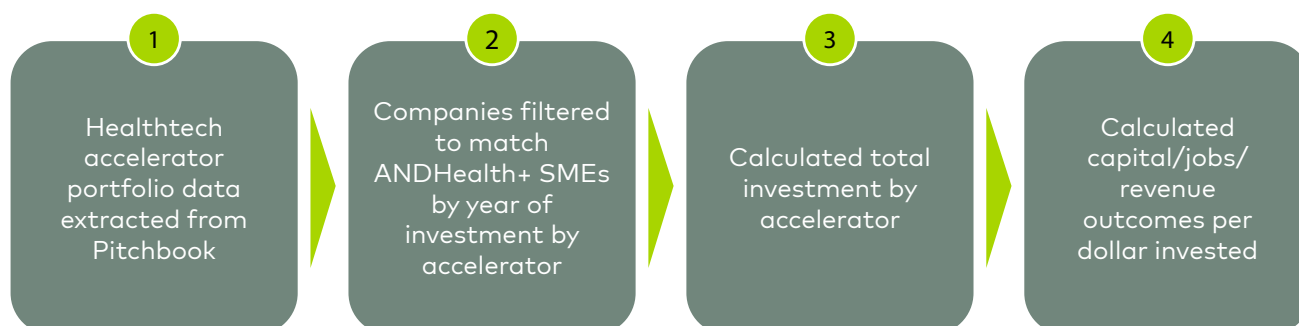 1
Healthtech
accelerator
portfolio data
extracted from
Pitchbook
2
Companies filtered
to match
ANDHealth+ SMEs
by year of
investment by
accelerator
3
Calculated total
investment by
accelerator
4
Calculated
capital/jobs/
revenue
outcomes per
dollar invested